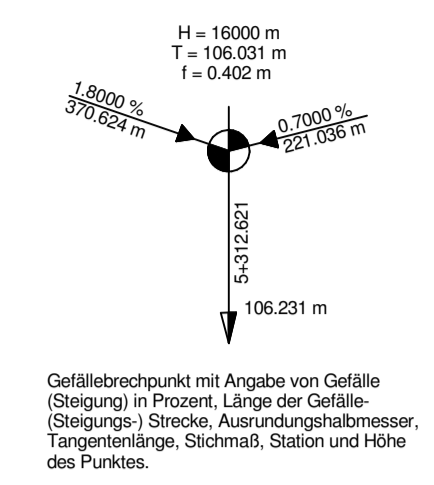 H = 16000 m
T = 106.031 m
f = 0.402 m
1.8000 %
370.624 m
0.7000 %
221.036 m
5+312.621
106.231 m
Gefällebrechpunkt mit Angabe von Gefälle
(Steigung) in Prozent, Länge der Gefälle-
(Steigungs-) Strecke, Ausrundungshalbmesser,
Tangentenlänge, Stichmaß, Station und Höhe
des Punktes.